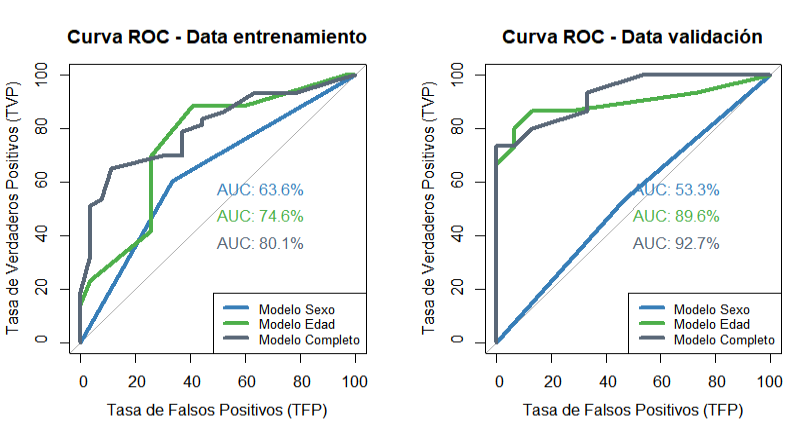 Curva ROC - Data entrenamiento
Tasa de Verdaderos Positivos (TVP)
100
80
60
40
20
0
AUC: 63.6%
AUC: 74.6%
AUC: 80.1%
Modelo Sexo
Modelo Edad
Modelo Completo
0 20 40 60 80 100
Tasa de Falsos Positivos (TFP)
Curva ROC - Data validación
Tasa de Verdaderos Positivos (TVP)
100
80
60
40
20
0
AUC: 53.3%
AUC: 89.6%
AUC: 92.7%
Modelo Sexo
Modelo Edad
Modelo Completo
0 20 40 60 80 100
Tasa de Falsos Positivos (TFP)